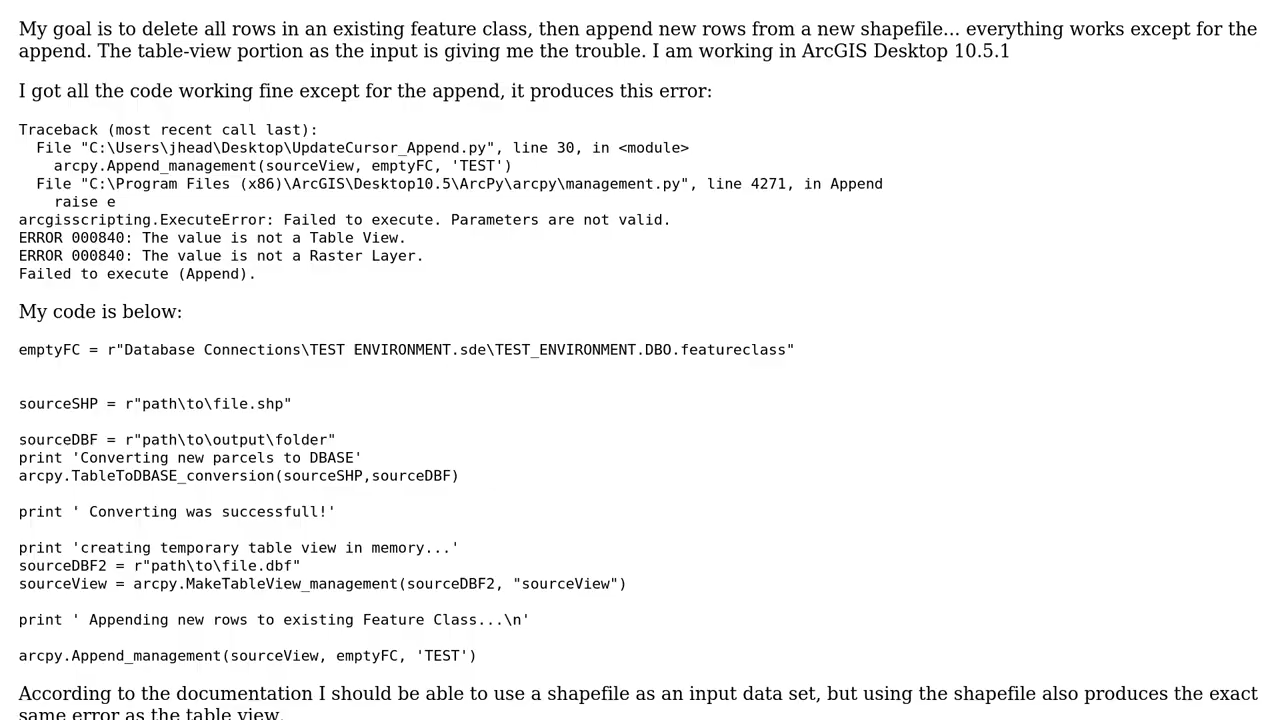 My goal is to delete all rows in an existing feature class, then append new rows from a new shapefile... everything works except for the
append. The table-view portion as the input is giving me the trouble. I am working in ArcGIS Desktop 10.5.1
I got all the code working fine except for the append, it produces this error:
Traceback (most recent call last):
  File "C:\Users\jhead\Desktop\UpdateCursor_Append.py", line 30, in <module>
    arcpy.Append_management(sourceView, emptyFC, 'TEST')
  File "C:\Program Files (x86)\ArcGIS\Desktop10.5\ArcPy\arcpy\management.py", line 4271, in Append
    raise e
arcgisscripting.ExecuteError: Failed to execute. Parameters are not valid.
ERROR 000840: The value is not a Table View.
ERROR 000840: The value is not a Raster Layer.
Failed to execute (Append).
My code is below:
emptyFC = r"Database Connections\TEST ENVIRONMENT.sde\TEST_ENVIRONMENT.DBO.featureclass"
sourceSHP = r"path\to\file.shp"
sourceDBF = r"path\to\output\folder"
print 'Converting new parcels to DBASE'
arcpy.TableToDBASE_conversion(sourceSHP,sourceDBF)
print ' Converting was successfull!'
print 'creating temporary table view in memory...'
sourceDBF2 = r"path\to\file.dbf"
sourceView = arcpy.MakeTableView_management(sourceDBF2, "sourceView")
print ' Appending new rows to existing Feature Class...\n'
arcpy.Append_management(sourceView, emptyFC, 'TEST')
According to the documentation I should be able to use a shapefile as an input data set, but using the shapefile also produces the exact
same error as the table view.